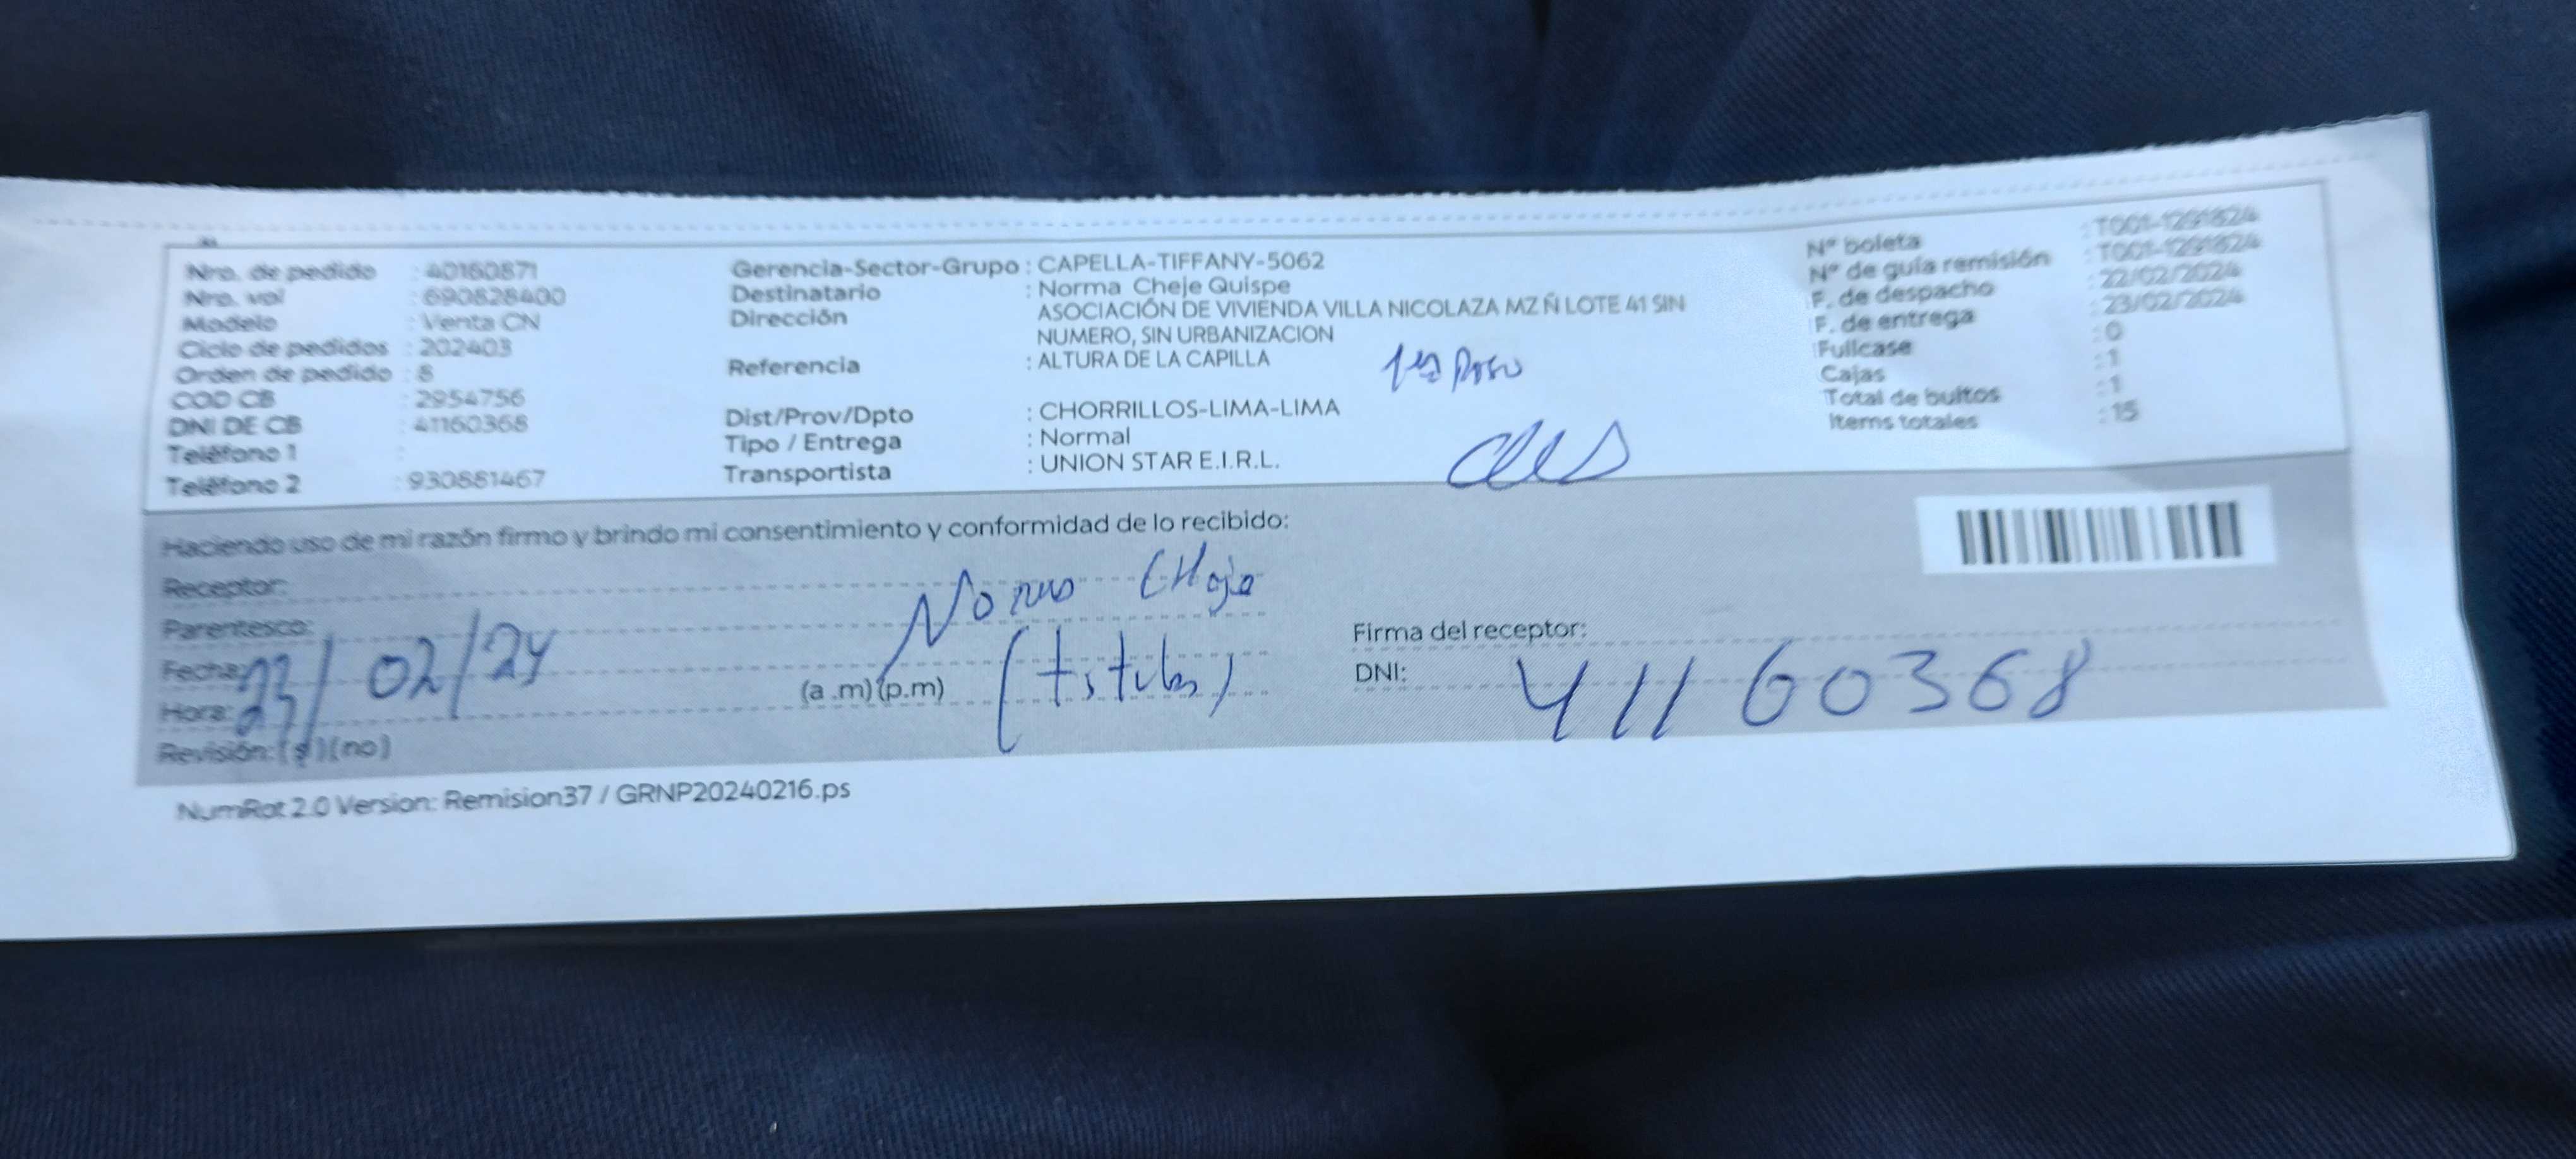 Nro. de pedido : 40160871
Nro. vol : 690828400
Modelo : Venta CN
Ciclo de pedidos : 202403
Orden de pedido : 8
COD CB : 2954756
DNI DE CB : 41160368
Teléfono 1 :
Teléfono 2 : 930881467
Gerencia-Sector-Grupo : CAPELLA-TIFFANY-5062
Destinatario : Norma Cheje Quispe
Dirección : ASOCIACIÓN DE VIVIENDA VILLA NICOLAZA MZ Ñ LOTE 41 SIN
NUMERO, SIN URBANIZACION
Referencia : ALTURA DE LA CAPILLA
Dist/Prov/Dpto : CHORRILLOS-LIMA-LIMA
Tipo / Entrega : Normal
Transportista : UNION STAR E.I.R.L.
N° boleta : T001-1291824
N° de guía remisión : T001-1291824
F. de despacho : 22/02/2024
F. de entrega : 23/02/2024
Fullcase : 0
Cajas : 1
Total de bultos : 1
Items totales : 15
Haciendo uso de mi razón firmo y brindo mi consentimiento y conformidad de lo recibido:
Receptor:
Parentesco:
Fecha: 23/02/24
Hora: (a .m) (p.m)
Revisión: (si) (no)
Firma del receptor:
DNI: 41160368
NumRot 2.0 Version: Remision37 / GRNP20240216.ps